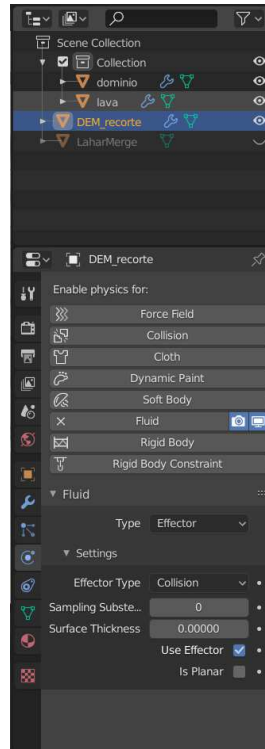 Scene Collection
Collection
dominio
lava
DEM_recorte
LaharMerge
DEM_recorte
Enable physics for:
Force Field
Collision
Cloth
Dynamic Paint
Soft Body
Fluid
Rigid Body
Rigid Body Constraint
Fluid
Type Effector
Settings
Effector Type Collision
Sampling Subste... 0
Surface Thickness 0.00000
Use Effector
Is Planar